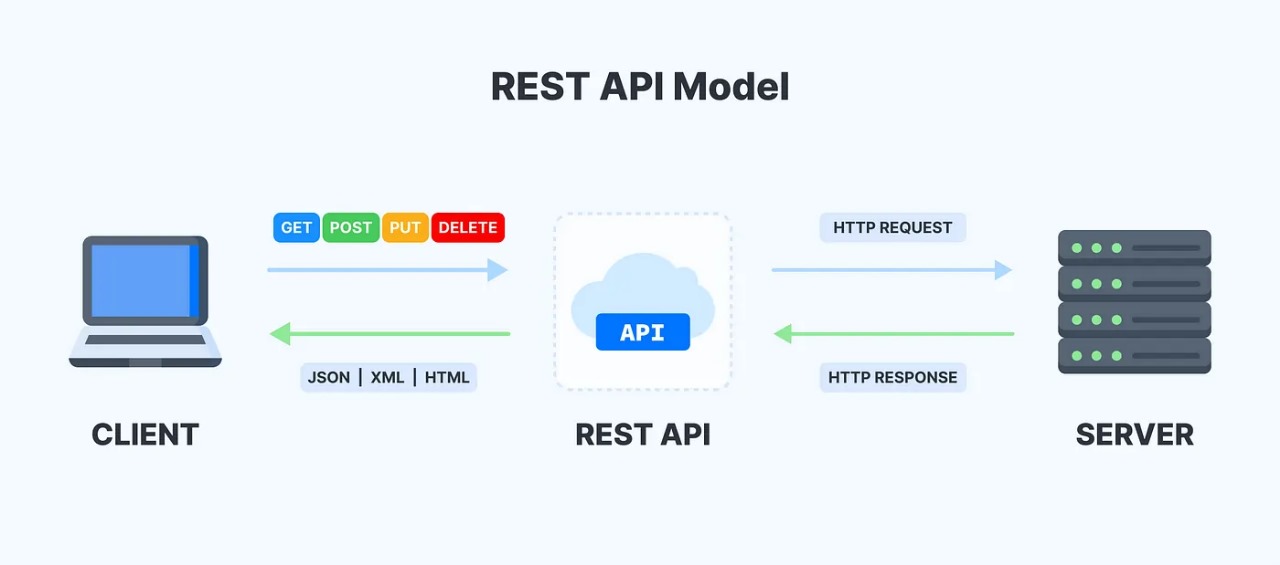 REST API Model
GET POST PUT DELETE
HTTP REQUEST
API
JSON | XML | HTML
HTTP RESPONSE
CLIENT
REST API
SERVER